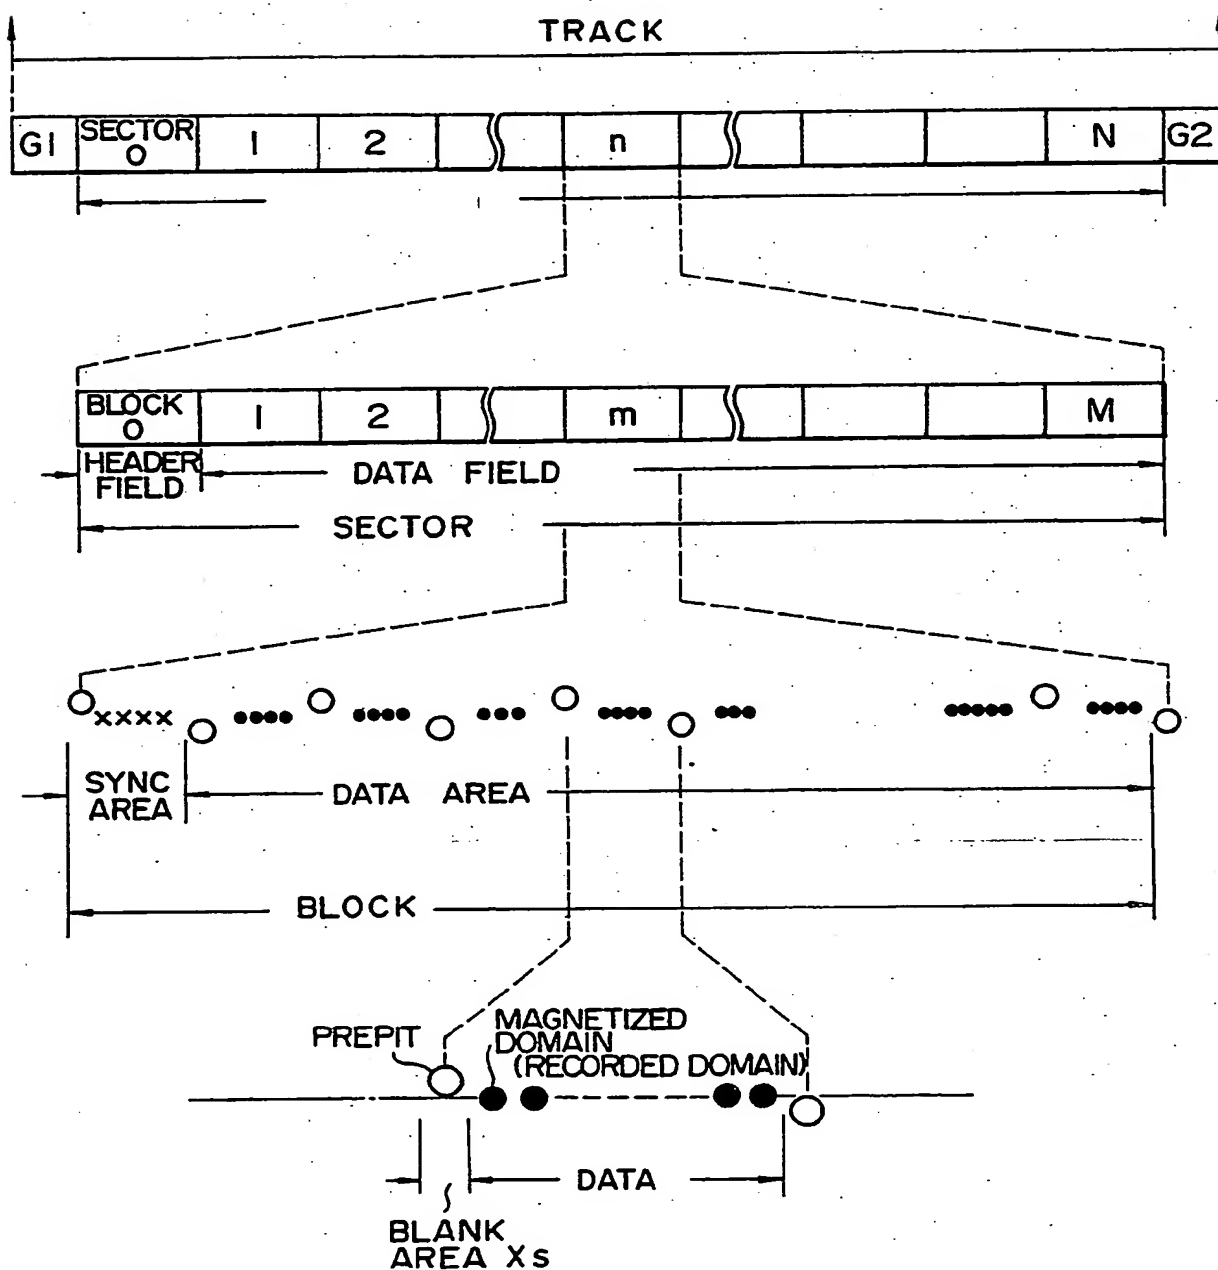 TRACK
G1 SECTOR 0 1 2 n N G2
BLOCK 0 1 2 m M
HEADER FIELD
DATA FIELD
SECTOR
xxxx
SYNC AREA
DATA AREA
BLOCK
PREPIT
MAGNETIZED
DOMAIN
(RECORDED DOMAIN)
DATA
BLANK
AREA Xs